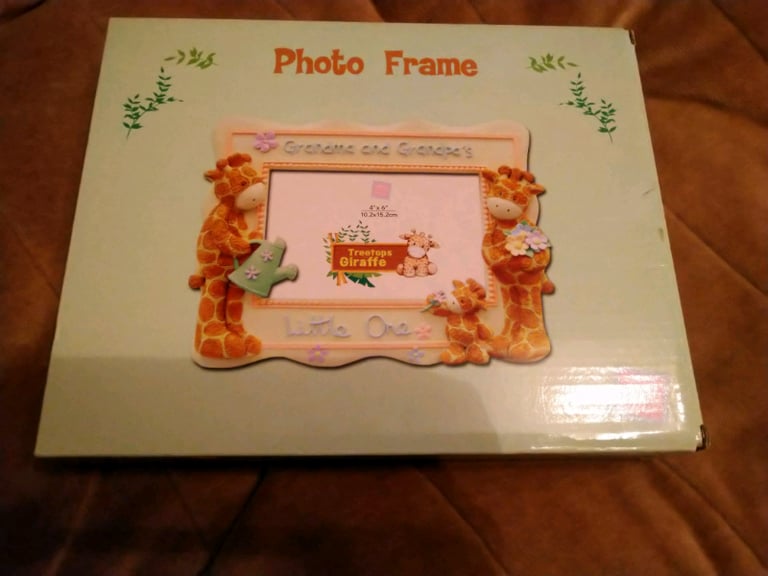 Photo Frame
Grandma and Grandpa's
4" x 6"
10.2x15.2cm
Treetops
Giraffe
Little One